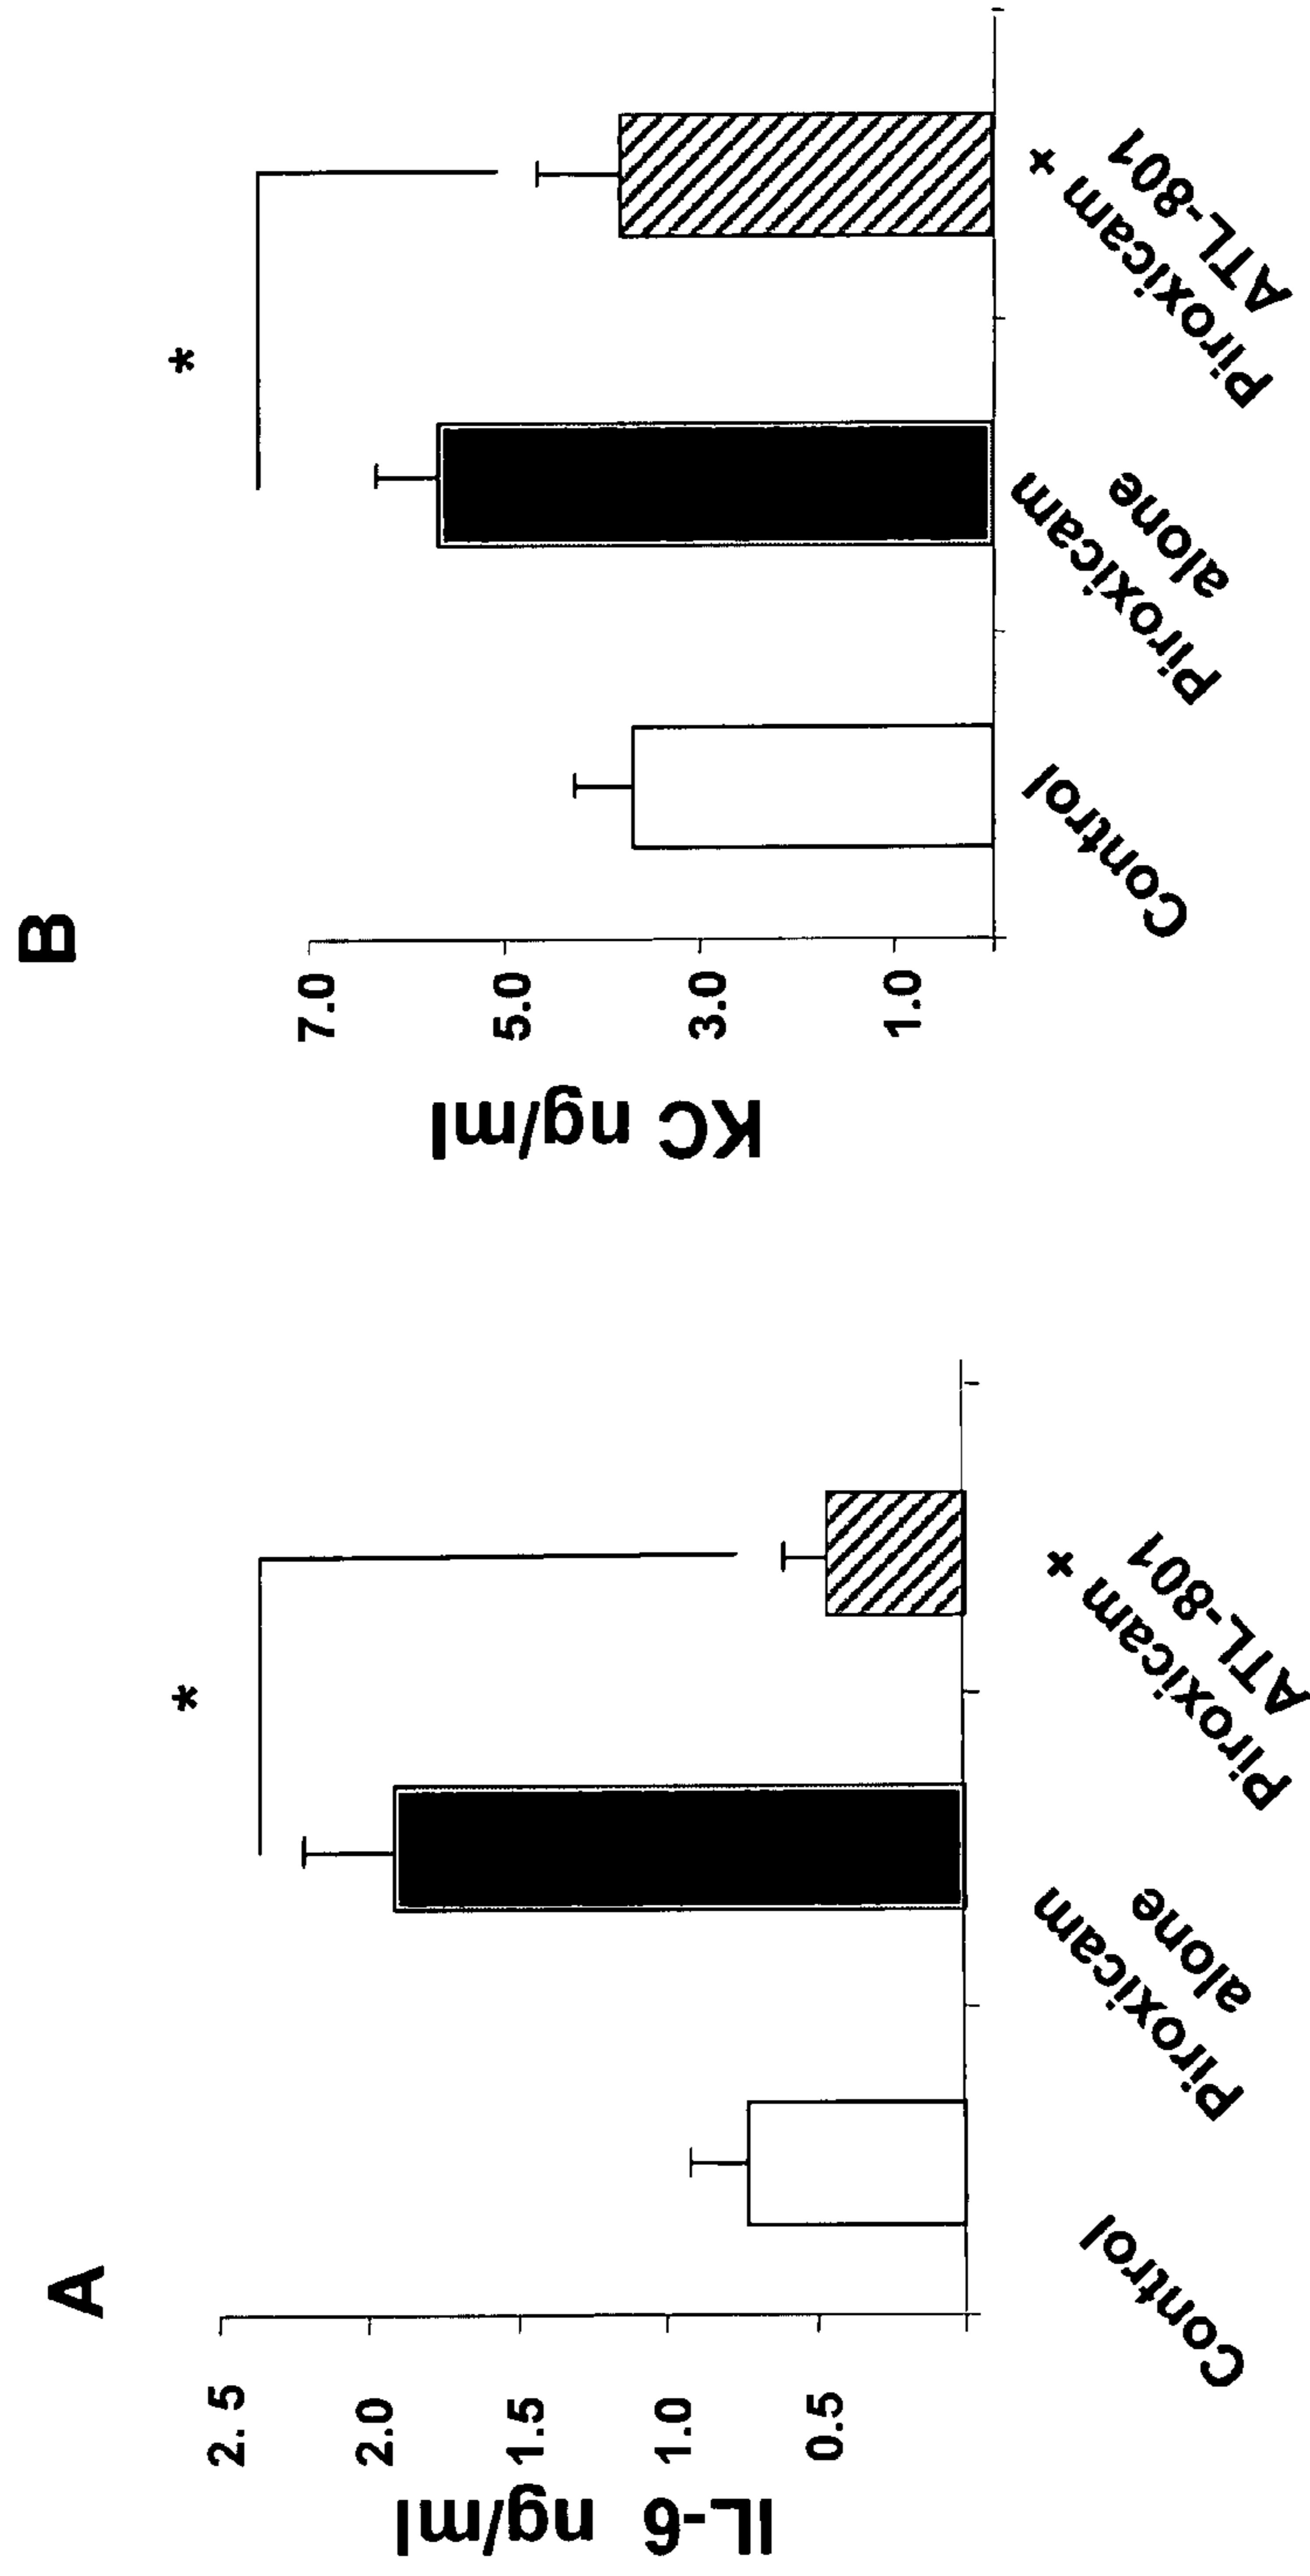 A
IL-6 ng/ml
2. 5
2.0
1.5
1.0
0.5
*
Control
Piroxicam
alone
Piroxicam +
ATL-801
B
KC ng/ml
7.0
5.0
3.0
1.0
*
Control
Piroxicam
alone
Piroxicam +
ATL-801